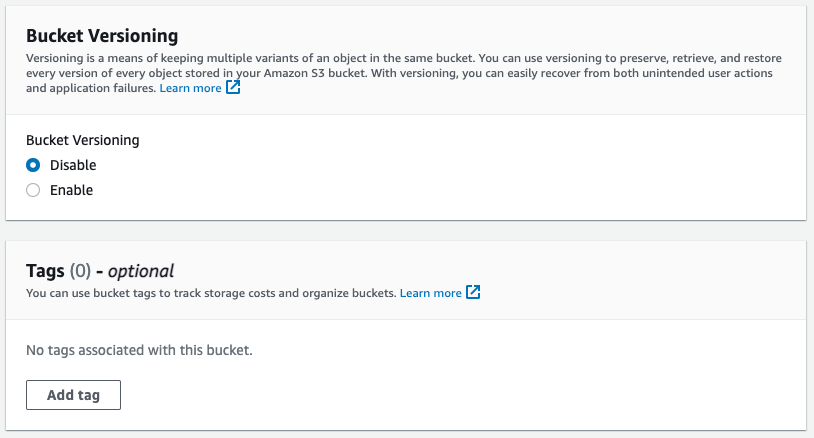 Bucket Versioning
Versioning is a means of keeping multiple variants of an object in the same bucket. You can use versioning to preserve, retrieve, and restore
every version of every object stored in your Amazon S3 bucket. With versioning, you can easily recover from both unintended user actions
and application failures. Learn more
Bucket Versioning
Disable
Enable
Tags (0) - optional
You can use bucket tags to track storage costs and organize buckets. Learn more
No tags associated with this bucket.
Add tag